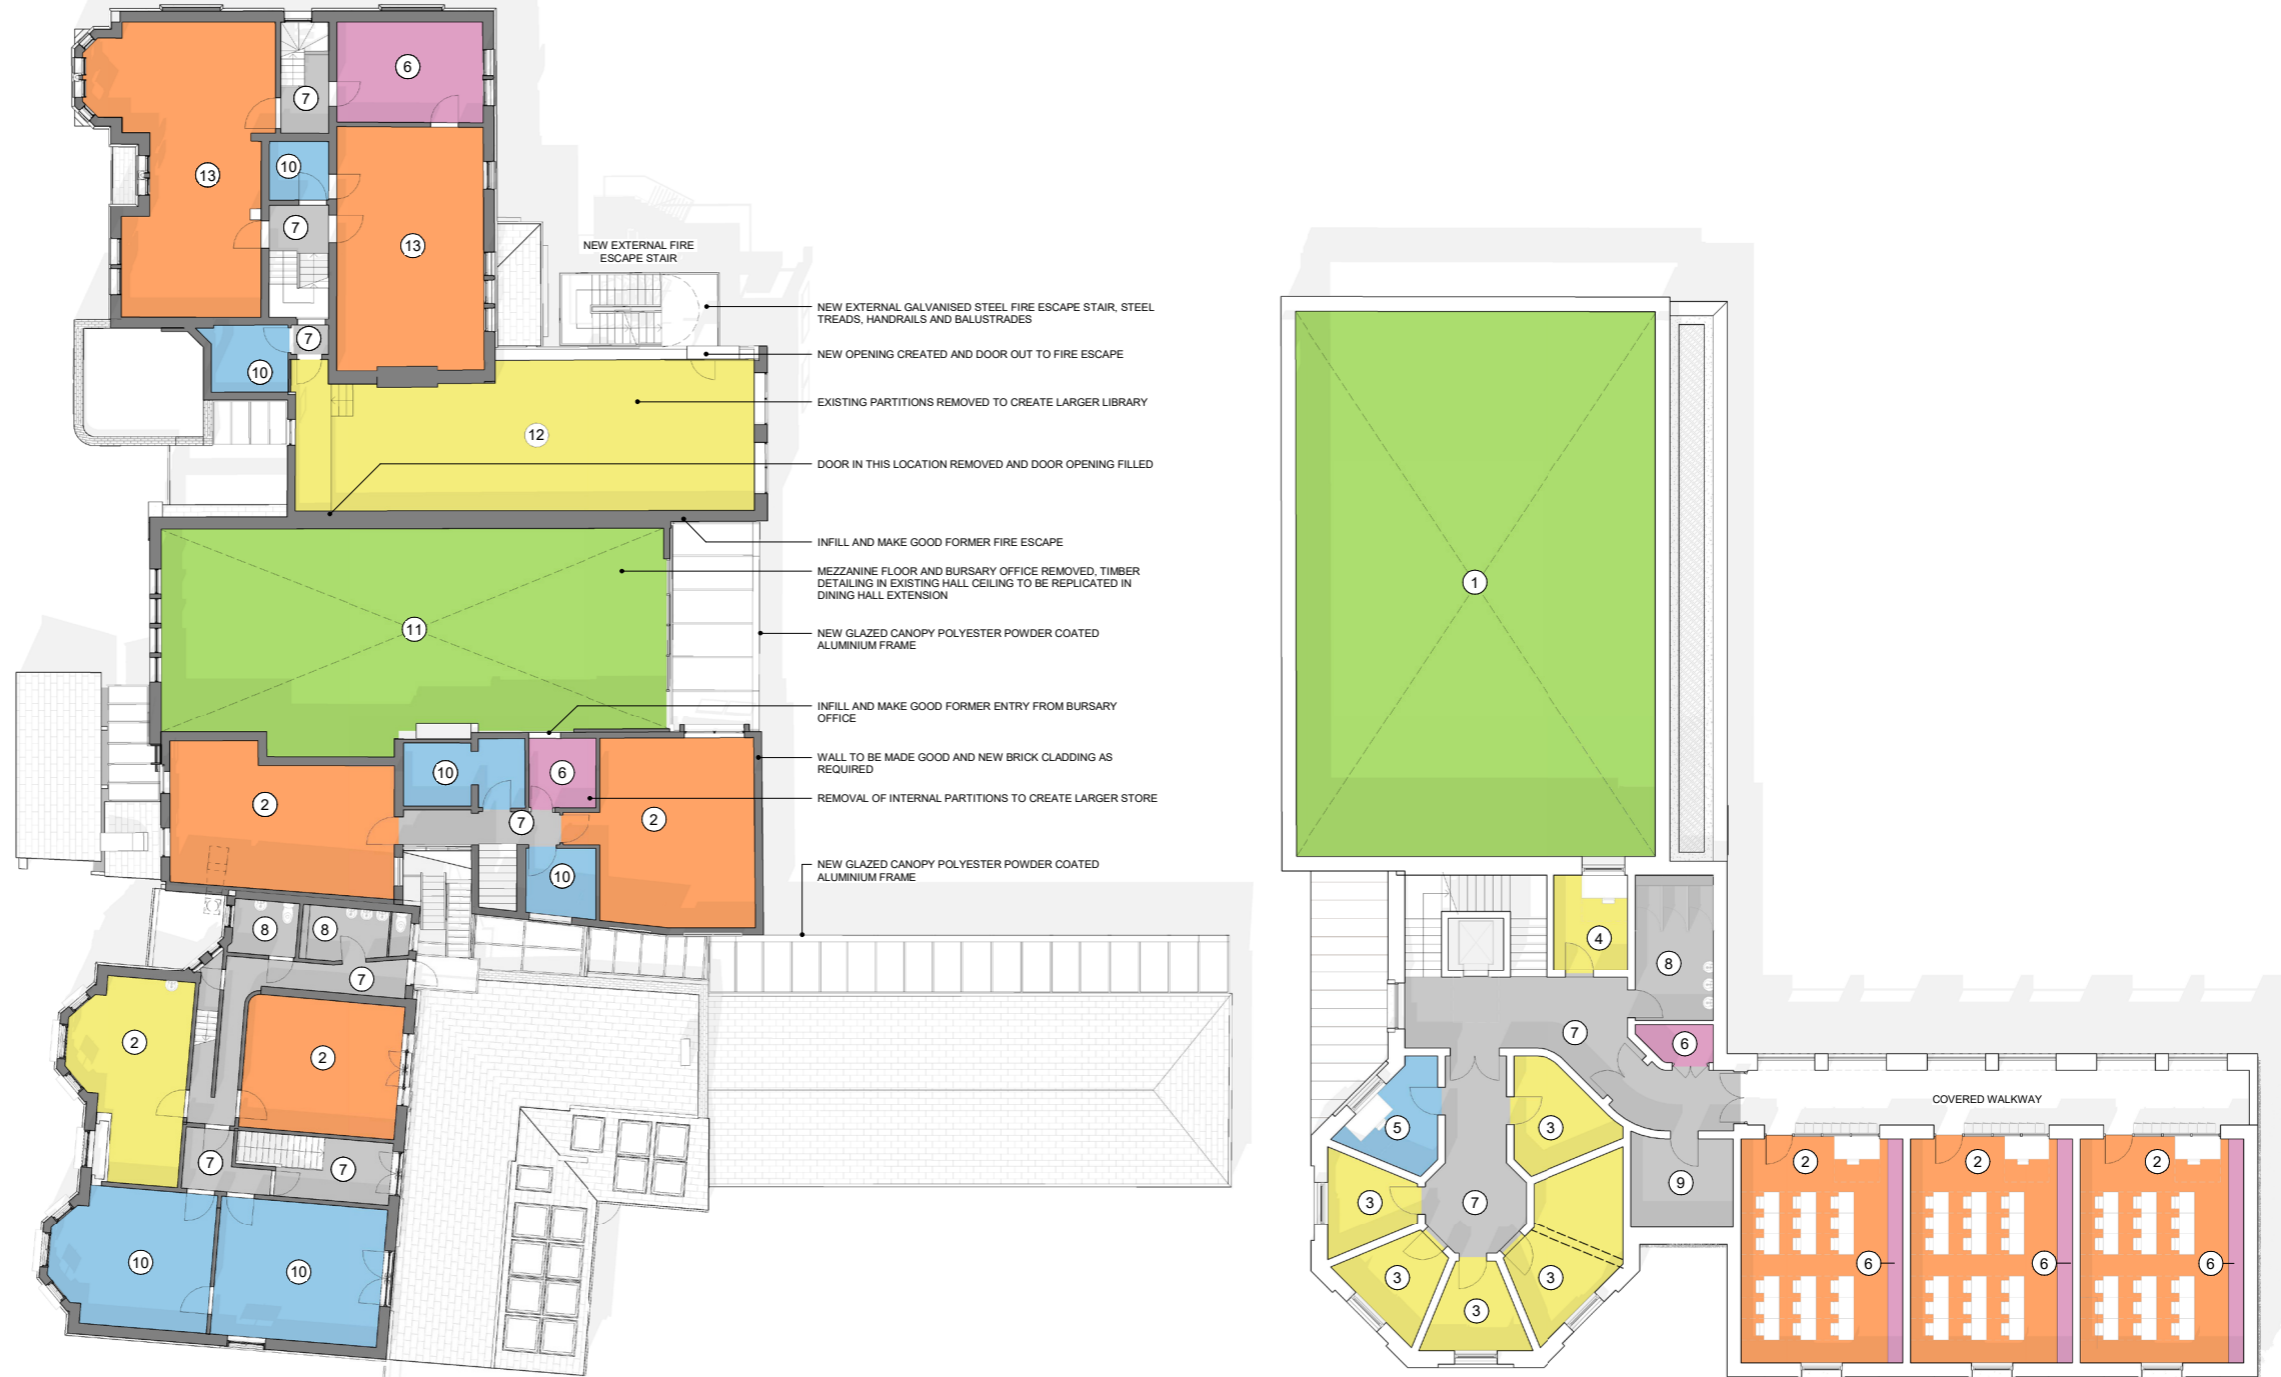 6
7
10
13
7
13
7
10
NEW EXTERNAL FIRE
ESCAPE STAIR
NEW EXTERNAL GALVANISED STEEL FIRE ESCAPE STAIR, STEEL
TREADS, HANDRAILS AND BALUSTRADES
NEW OPENING CREATED AND DOOR OUT TO FIRE ESCAPE
EXISTING PARTITIONS REMOVED TO CREATE LARGER LIBRARY
12
DOOR IN THIS LOCATION REMOVED AND DOOR OPENING FILLED
INFILL AND MAKE GOOD FORMER FIRE ESCAPE
MEZZANINE FLOOR AND BURSARY OFFICE REMOVED, TIMBER
DETAILING IN EXISTING HALL CEILING TO BE REPLICATED IN
DINING HALL EXTENSION
11
NEW GLAZED CANOPY POLYESTER POWDER COATED
ALUMINIUM FRAME
INFILL AND MAKE GOOD FORMER ENTRY FROM BURSARY
OFFICE
WALL TO BE MADE GOOD AND NEW BRICK CLADDING AS
REQUIRED
REMOVAL OF INTERNAL PARTITIONS TO CREATE LARGER STORE
NEW GLAZED CANOPY POLYESTER POWDER COATED
ALUMINIUM FRAME
10
6
2
7
2
10
8
8
7
2
2
7
7
10
10
1
4
8
7
6
COVERED WALKWAY
5
3
2
2
2
9
3
7
6
6
6
3
3
3